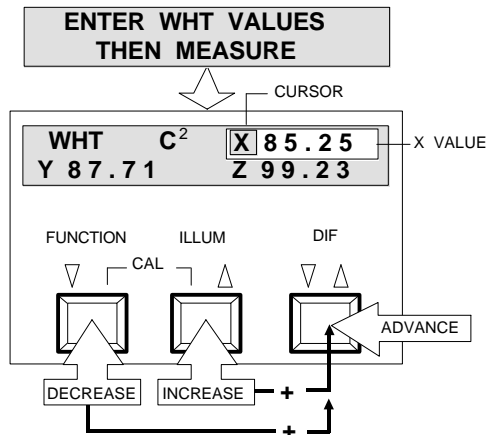 ENTER WHT VALUES
THEN MEASURE
CURSOR
WHT C² X 85.25
X VALUE
Y 87.71 Z 99.23
FUNCTION ILLUM DIF
CAL
ADVANCE
DECREASE INCREASE +
+